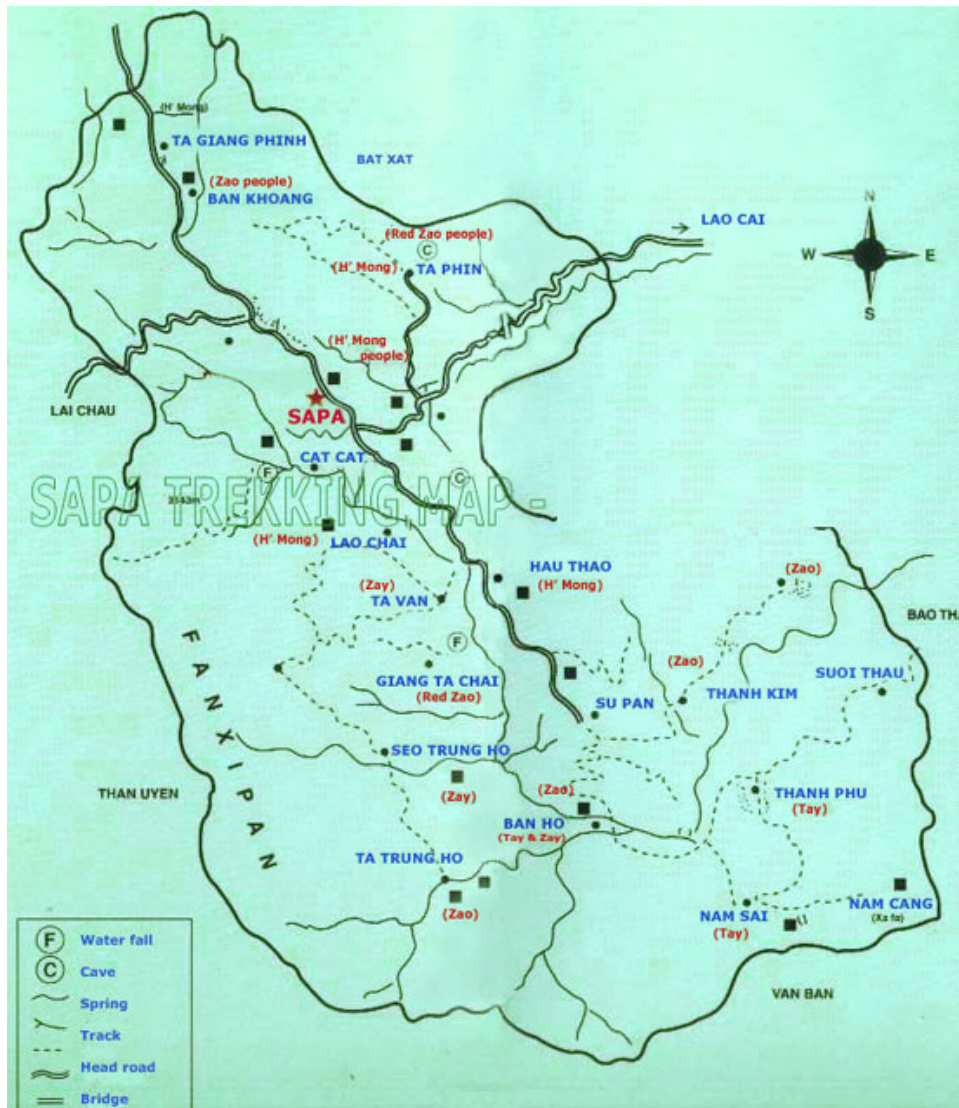 (H' Mong)
TA GIANG PHINH
BAT XAT
(Zao people)
BAN KHOANG
LAO CAI
(Red Zao people)
C
(H' Mong)
TA PHIN
N
W
E
S
(H' Mong
people)
LAI CHAU
SAPA
CAT CAT
F
C
SAPA TREKKING MAP -
3143m
(H' Mong)
LAO CHAI
HAU THAO
(H' Mong)
(Zao)
(Zay)
TA VAN
BAO THA
F
FANXIPAN
GIANG TA CHAI
(Red Zao)
(Zao)
THANH KIM
SUOI THAU
SU PAN
SEO TRUNG HO
(Zay)
THAN UYEN
(Zao)
THANH PHU
(Tay)
BAN HO
(Tay & Zay)
TA TRUNG HO
(Zao)
NAM SAI
(Tay)
NAM CANG
(Xa fo)
VAN BAN
F Water fall
C Cave
Spring
Track
Head road
Bridge